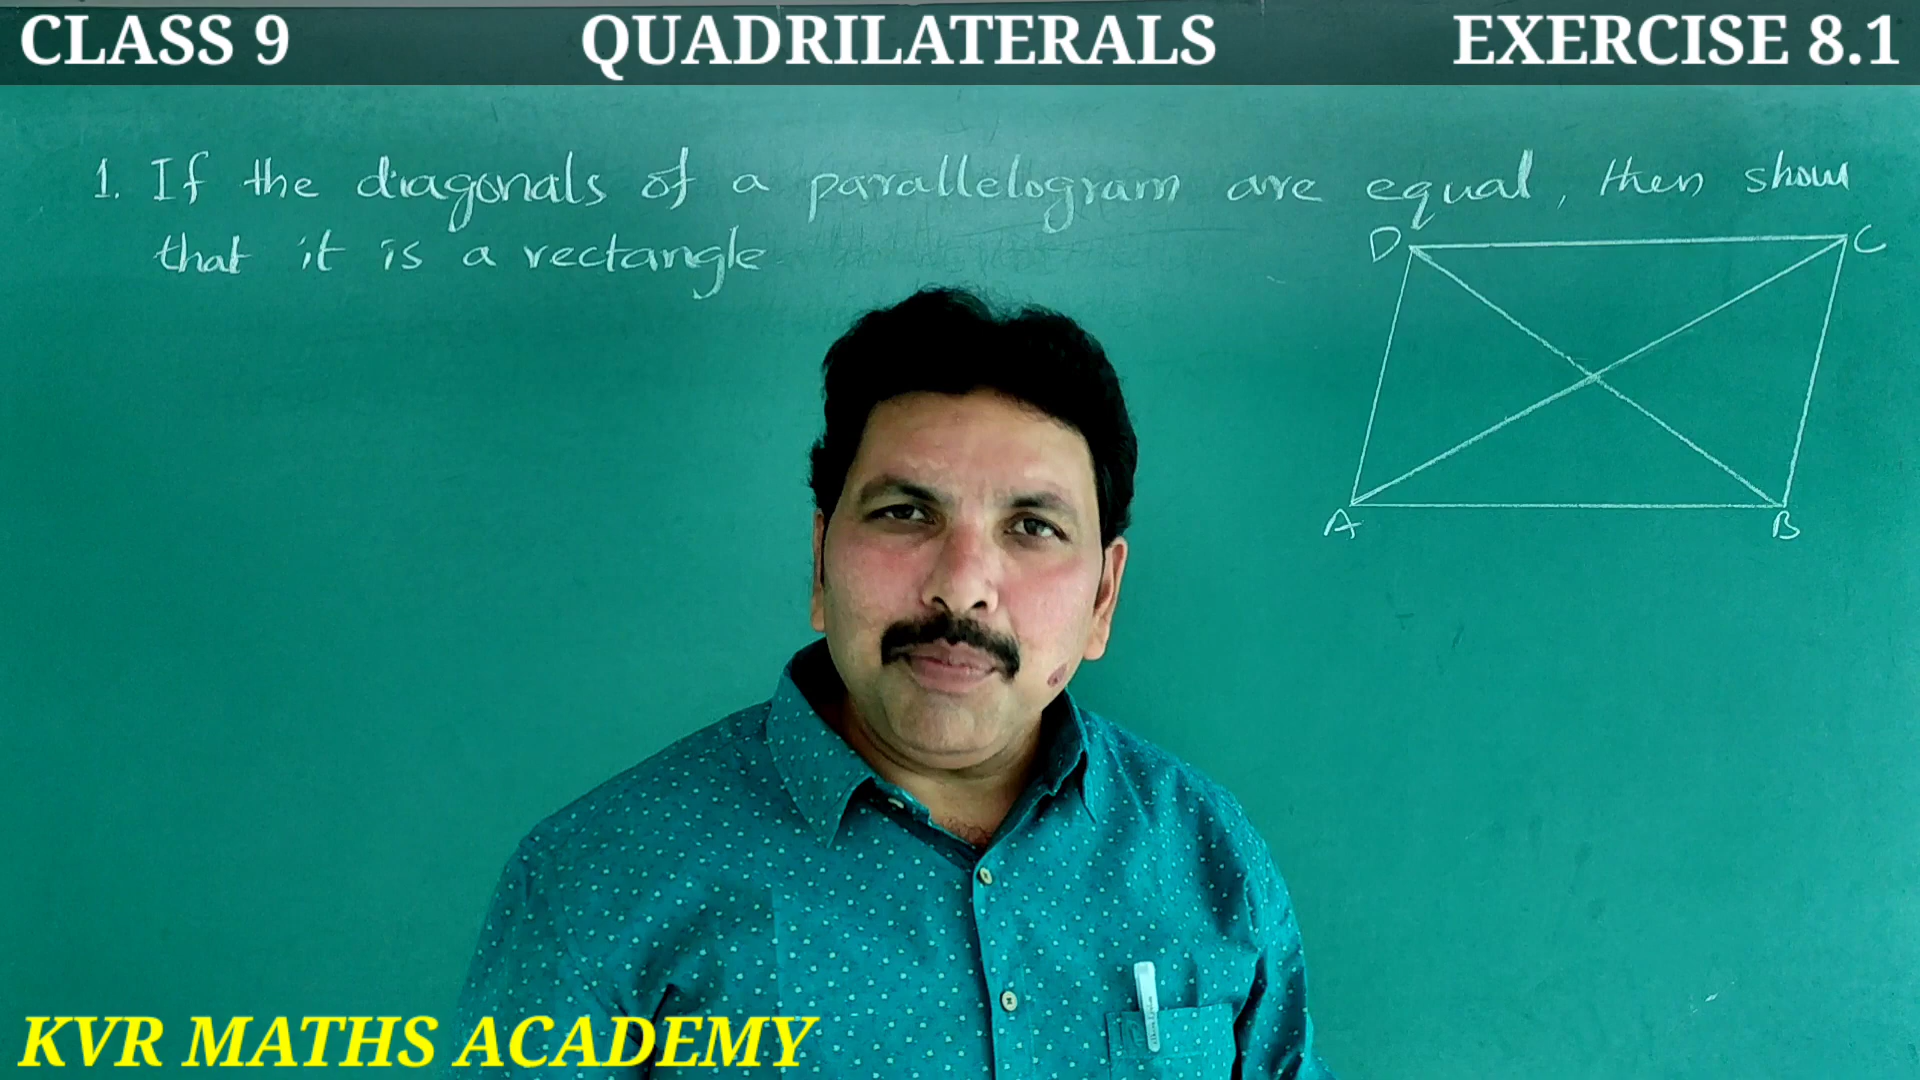 CLASS 9 QUADRILATERALS EXERCISE 8.1
1. If the diagonals of a parallelogram are equal, then show
that it is a rectangle
D C
A B
KVR MATHS ACADEMY